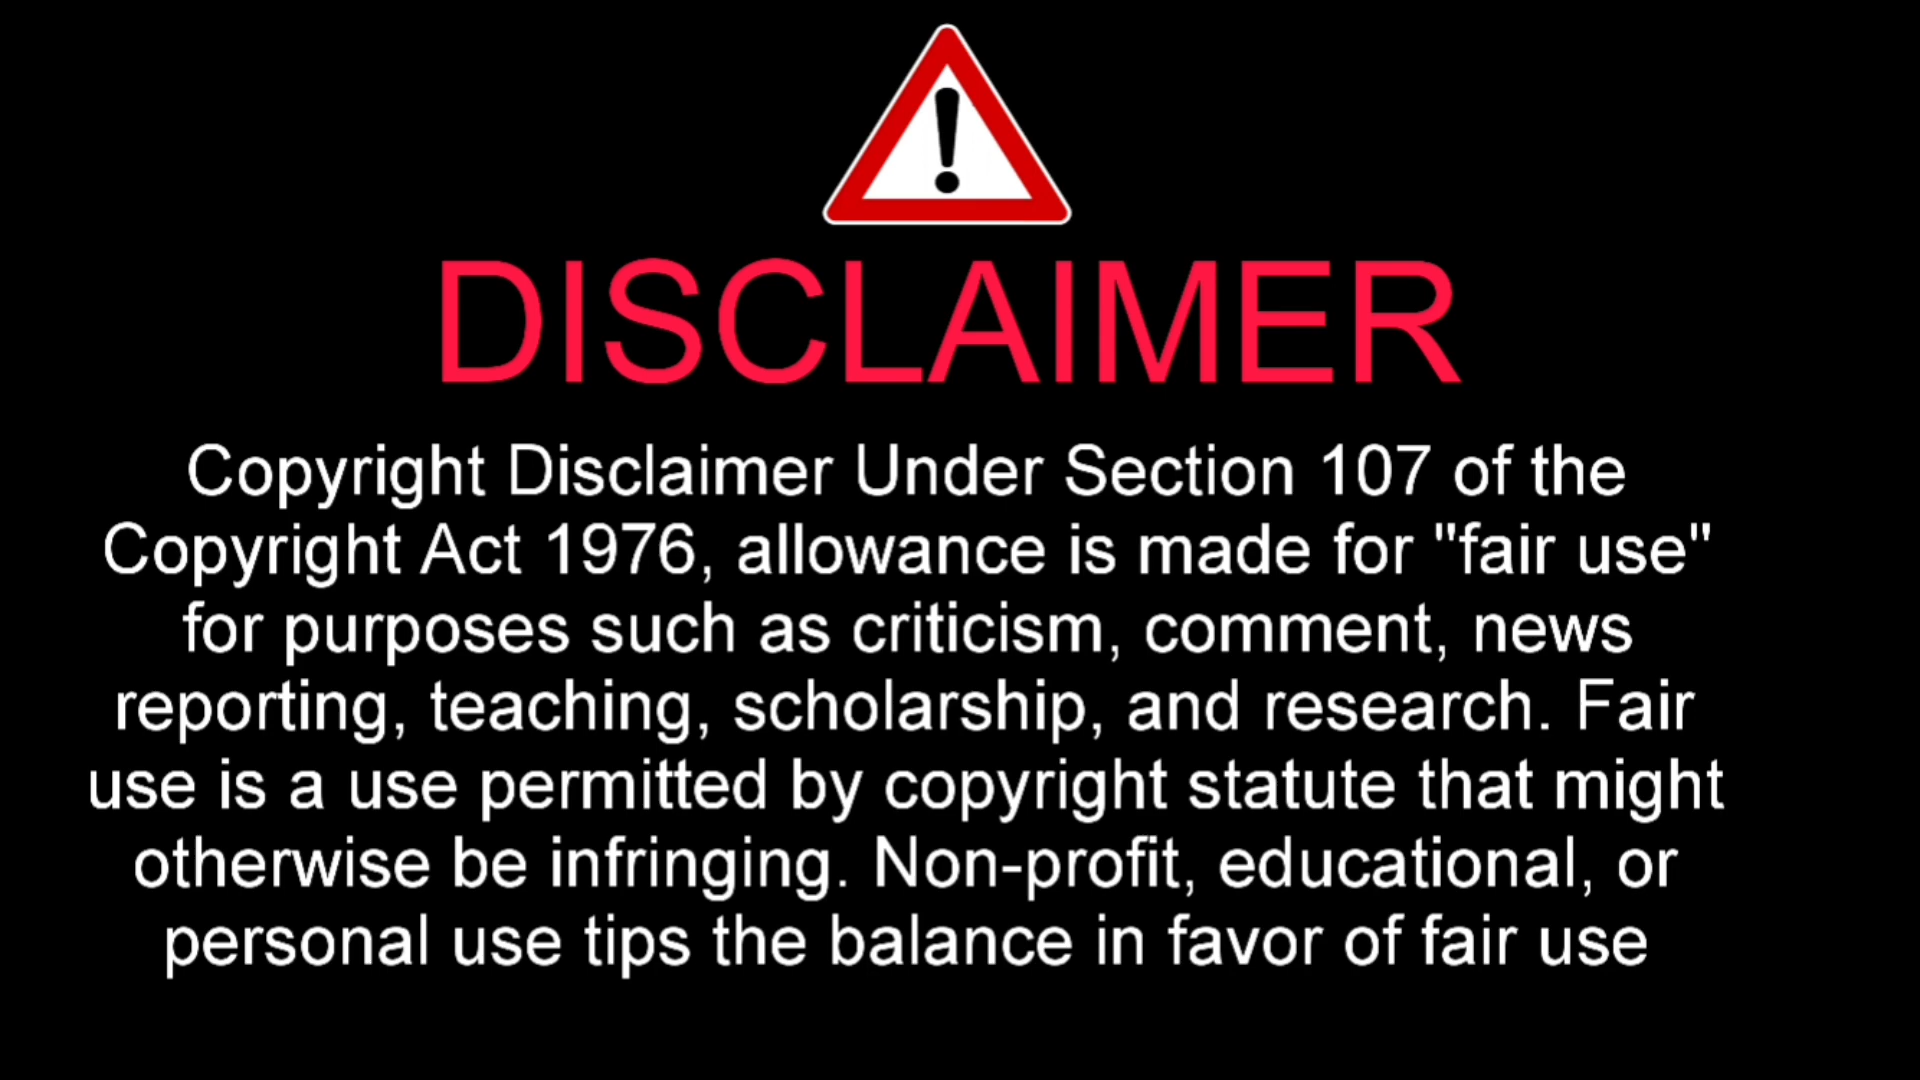 DISCLAIMER
Copyright Disclaimer Under Section 107 of the
Copyright Act 1976, allowance is made for "fair use"
for purposes such as criticism, comment, news
reporting, teaching, scholarship, and research. Fair
use is a use permitted by copyright statute that might
otherwise be infringing. Non-profit, educational, or
personal use tips the balance in favor of fair use